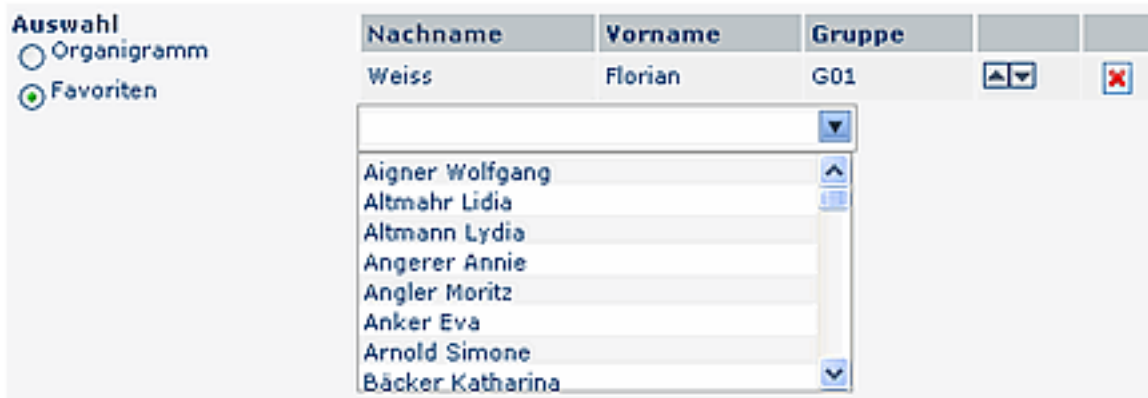 Auswahl
Organigramm
Favoriten
Nachname Vorname Gruppe
Weiss Florian G01
Aigner Wolfgang
Altmahr Lidia
Altmann Lydia
Angerer Annie
Angler Moritz
Anker Eva
Arnold Simone
Bäcker Katharina